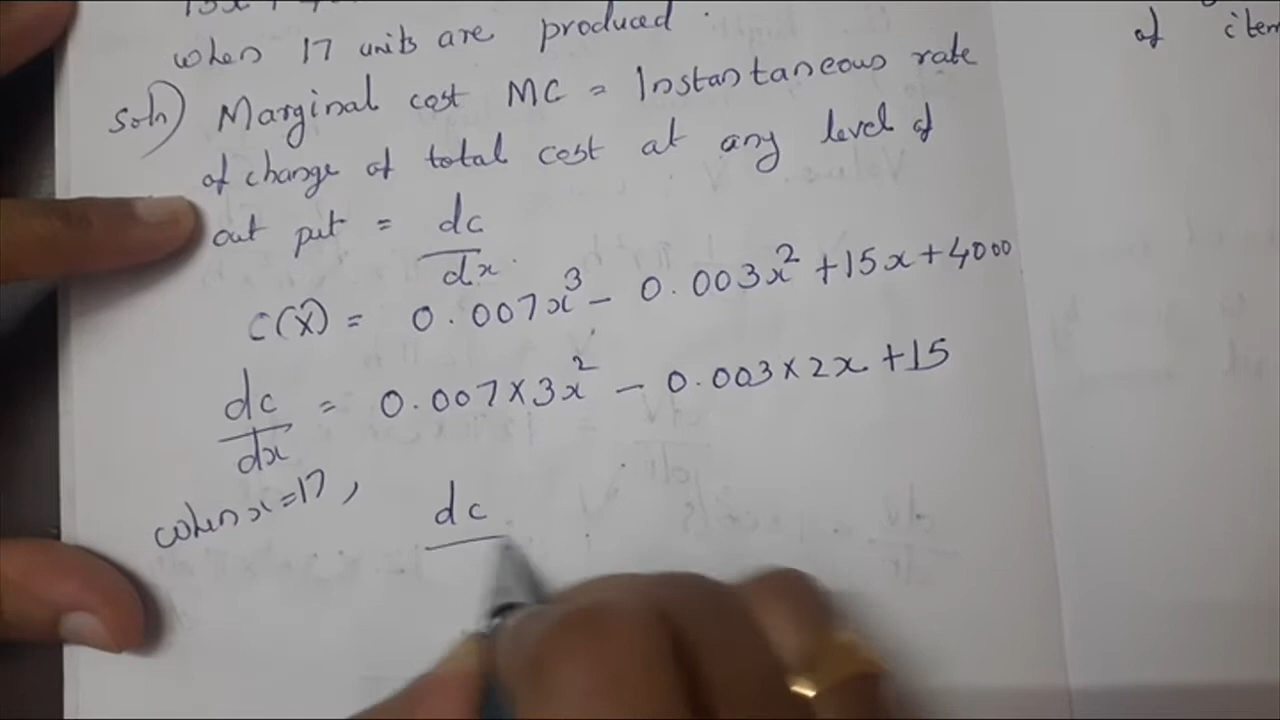 15x +
when 17 units are produced.
soln) Marginal cost MC = Instantaneous rate
of change of total cost at any level of
out put = dc/dx.
C(x) = 0.007x³ - 0.003x² +15x+4000
dc/dx = 0.007×3x² - 0.003×2x +15
when x=17, dc
of item